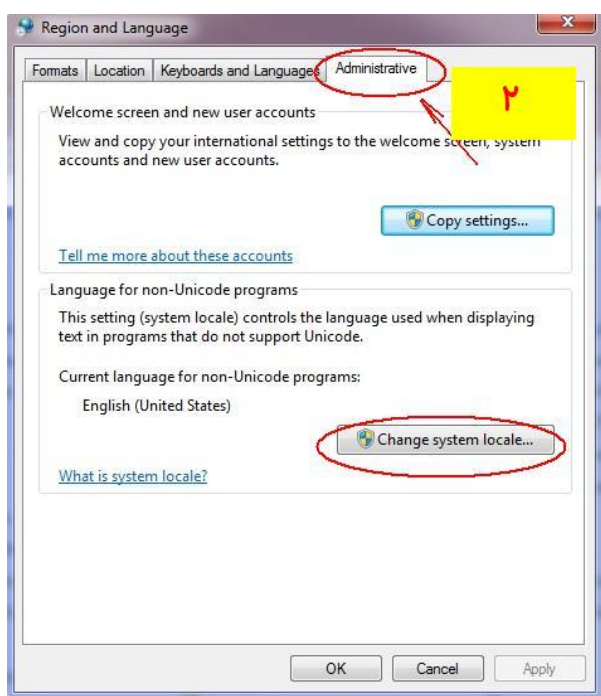 Region and Language
Formats Location Keyboards and Languages Administrative
۲
Welcome screen and new user accounts
View and copy your international settings to the welcome screen, system
accounts and new user accounts.
Copy settings...
Tell me more about these accounts
Language for non-Unicode programs
This setting (system locale) controls the language used when displaying
text in programs that do not support Unicode.
Current language for non-Unicode programs:
English (United States)
Change system locale...
What is system locale?
OK Cancel Apply